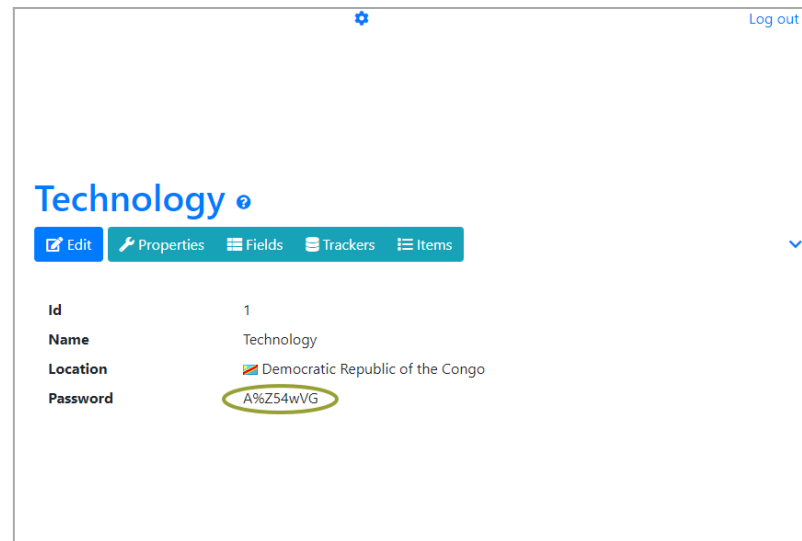 Log out
Technology
Edit Properties Fields Trackers Items
Id 1
Name Technology
Location Democratic Republic of the Congo
Password A%Z54wVG